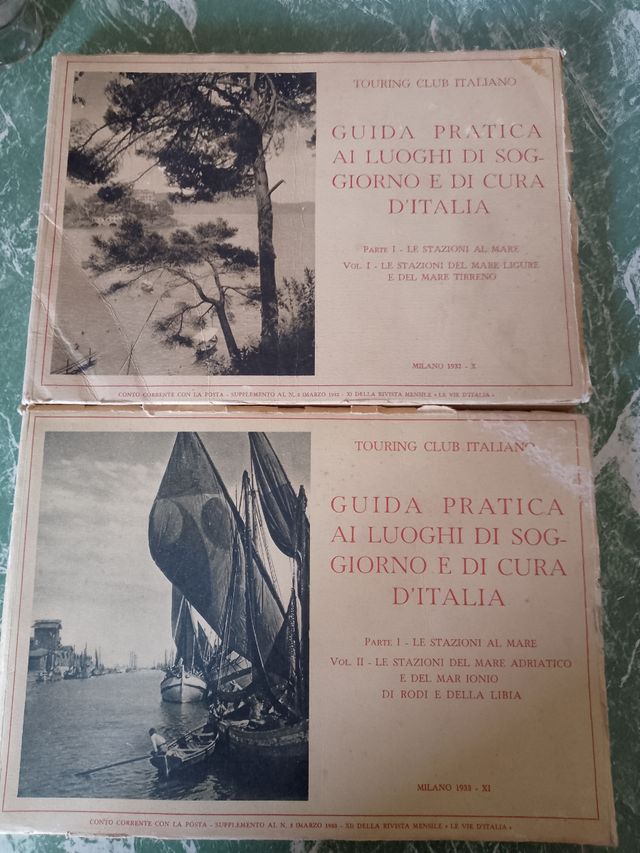 TOURING CLUB ITALIANO
GUIDA PRATICA
AI LUOGHI DI SOG-
GIORNO E DI CURA
D'ITALIA
PARTE I - LE STAZIONI AL MARE
VOL. I - LE STAZIONI DEL MARE LIGURE
E DEL MARE TIRRENO
MILANO 1932 - X
CONTO CORRENTE CON LA POSTA - SUPPLEMENTO AL N. 3 (MARZO 1932 - X) DELLA RIVISTA MENSILE « LE VIE D'ITALIA »
TOURING CLUB ITALIANO
GUIDA PRATICA
AI LUOGHI DI SOG-
GIORNO E DI CURA
D'ITALIA
PARTE I - LE STAZIONI AL MARE
VOL. II - LE STAZIONI DEL MARE ADRIATICO
E DEL MAR IONIO
DI RODI E DELLA LIBIA
MILANO 1933 - XI
CONTO CORRENTE CON LA POSTA - SUPPLEMENTO AL N. 3 (MARZO 1933 - XI) DELLA RIVISTA MENSILE « LE VIE D'ITALIA »